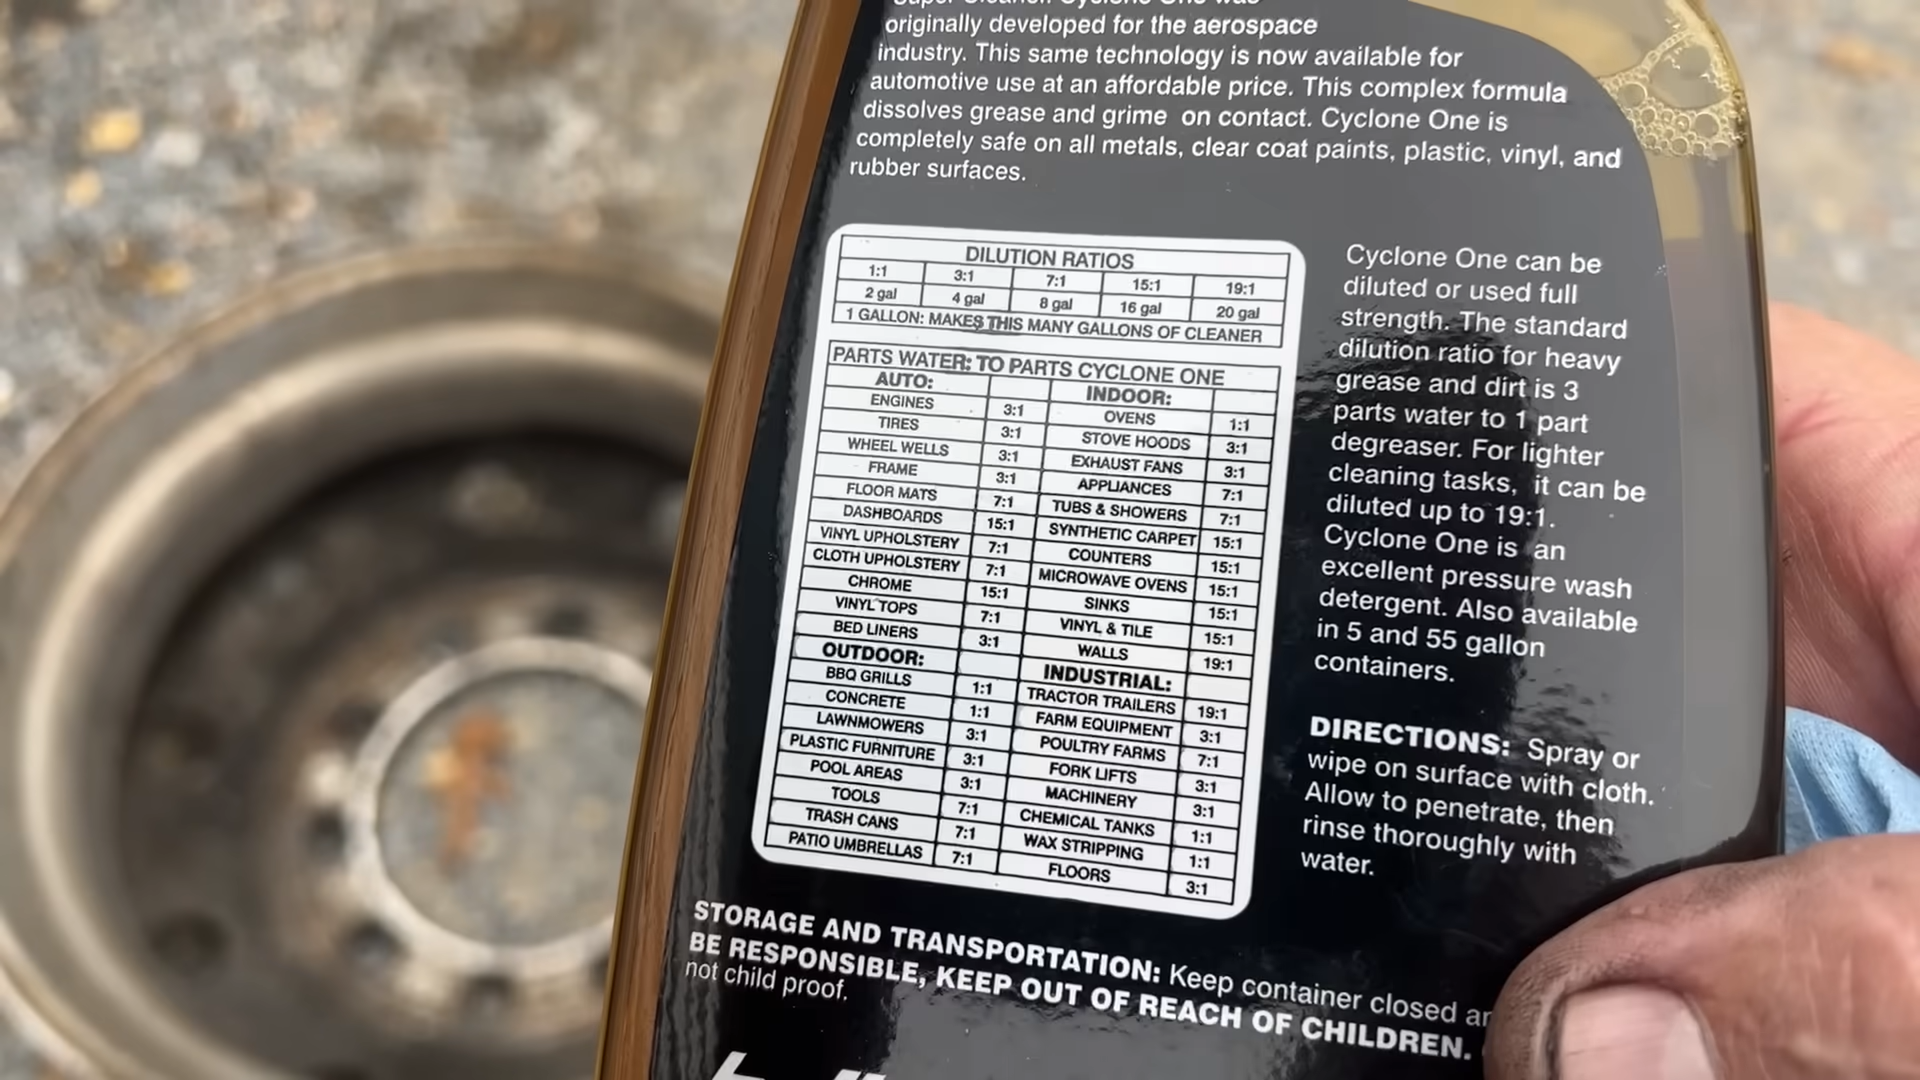 Super Cleaner. Cyclone One was
originally developed for the aerospace
industry. This same technology is now available for
automotive use at an affordable price. This complex formula
dissolves grease and grime on contact. Cyclone One is
completely safe on all metals, clear coat paints, plastic, vinyl, and
rubber surfaces.
DILUTION RATIOS
1:1 3:1 7:1 15:1 19:1
2 gal 4 gal 8 gal 16 gal 20 gal
1 GALLON: MAKES THIS MANY GALLONS OF CLEANER
PARTS WATER: TO PARTS CYCLONE ONE
AUTO:
ENGINES 3:1
TIRES 3:1
WHEEL WELLS 3:1
FRAME 3:1
FLOOR MATS 7:1
DASHBOARDS 15:1
VINYL UPHOLSTERY 7:1
CLOTH UPHOLSTERY 7:1
CHROME 15:1
VINYL TOPS 7:1
BED LINERS 3:1
OUTDOOR:
BBQ GRILLS 1:1
CONCRETE 1:1
LAWNMOWERS 3:1
PLASTIC FURNITURE 3:1
POOL AREAS 3:1
TOOLS 7:1
TRASH CANS 7:1
PATIO UMBRELLAS 7:1
INDOOR:
OVENS 1:1
STOVE HOODS 3:1
EXHAUST FANS 3:1
APPLIANCES 7:1
TUBS & SHOWERS 7:1
SYNTHETIC CARPET 15:1
COUNTERS 15:1
MICROWAVE OVENS 15:1
SINKS 15:1
VINYL & TILE 15:1
WALLS 19:1
INDUSTRIAL:
TRACTOR TRAILERS 19:1
FARM EQUIPMENT 3:1
POULTRY FARMS 7:1
FORK LIFTS 3:1
MACHINERY 3:1
CHEMICAL TANKS 1:1
WAX STRIPPING 1:1
FLOORS 3:1
Cyclone One can be
diluted or used full
strength. The standard
dilution ratio for heavy
grease and dirt is 3
parts water to 1 part
degreaser. For lighter
cleaning tasks, it can be
diluted up to 19:1.
Cyclone One is an
excellent pressure wash
detergent. Also available
in 5 and 55 gallon
containers.
DIRECTIONS: Spray or
wipe on surface with cloth.
Allow to penetrate, then
rinse thoroughly with
water.
STORAGE AND TRANSPORTATION: Keep container closed
BE RESPONSIBLE, KEEP OUT OF REACH OF CHILDREN.
not child proof.